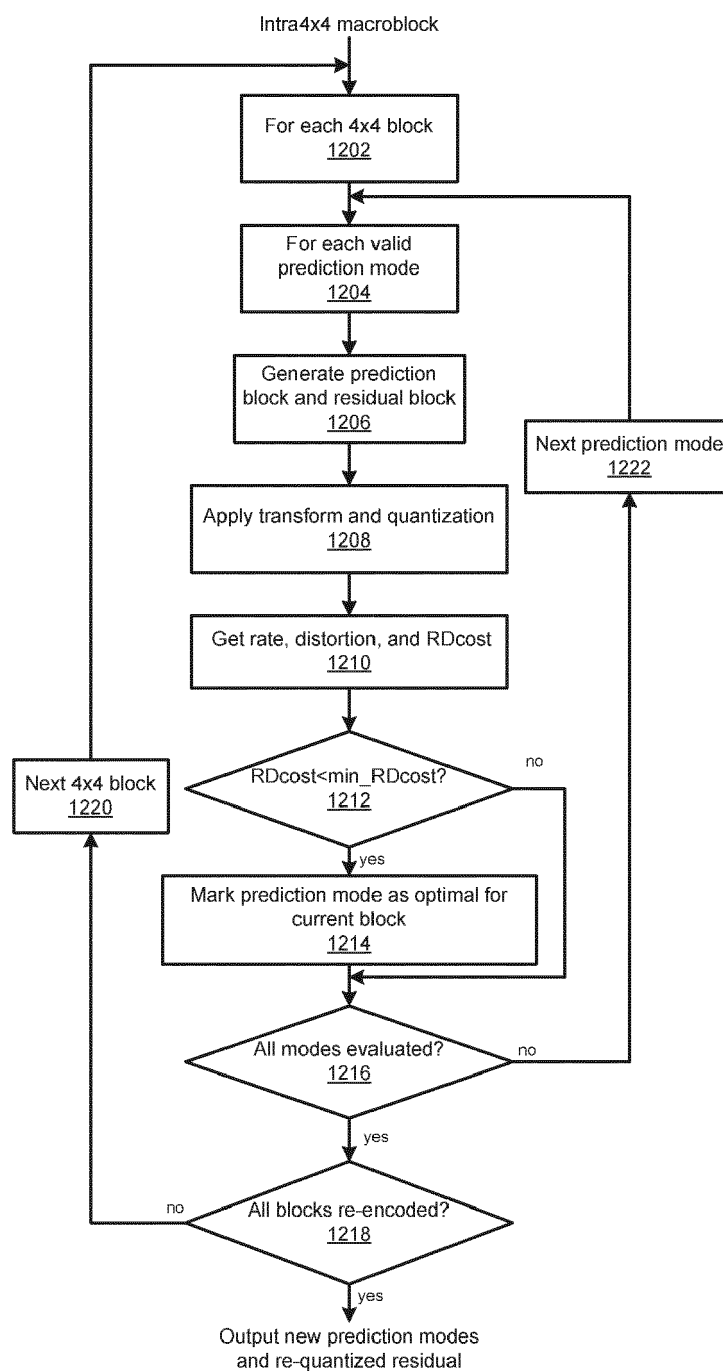 Intra4x4 macroblock
For each 4x4 block
1202
For each valid
prediction mode
1204
Generate prediction
block and residual block
1206
Next prediction mode
1222
Apply transform and quantization
1208
Get rate, distortion, and RDcost
1210
RDcost<min_RDcost?
1212
no
Next 4x4 block
1220
yes
Mark prediction mode as optimal for
current block
1214
All modes evaluated?
1216
no
yes
All blocks re-encoded?
1218
no
yes
Output new prediction modes
and re-quantized residual